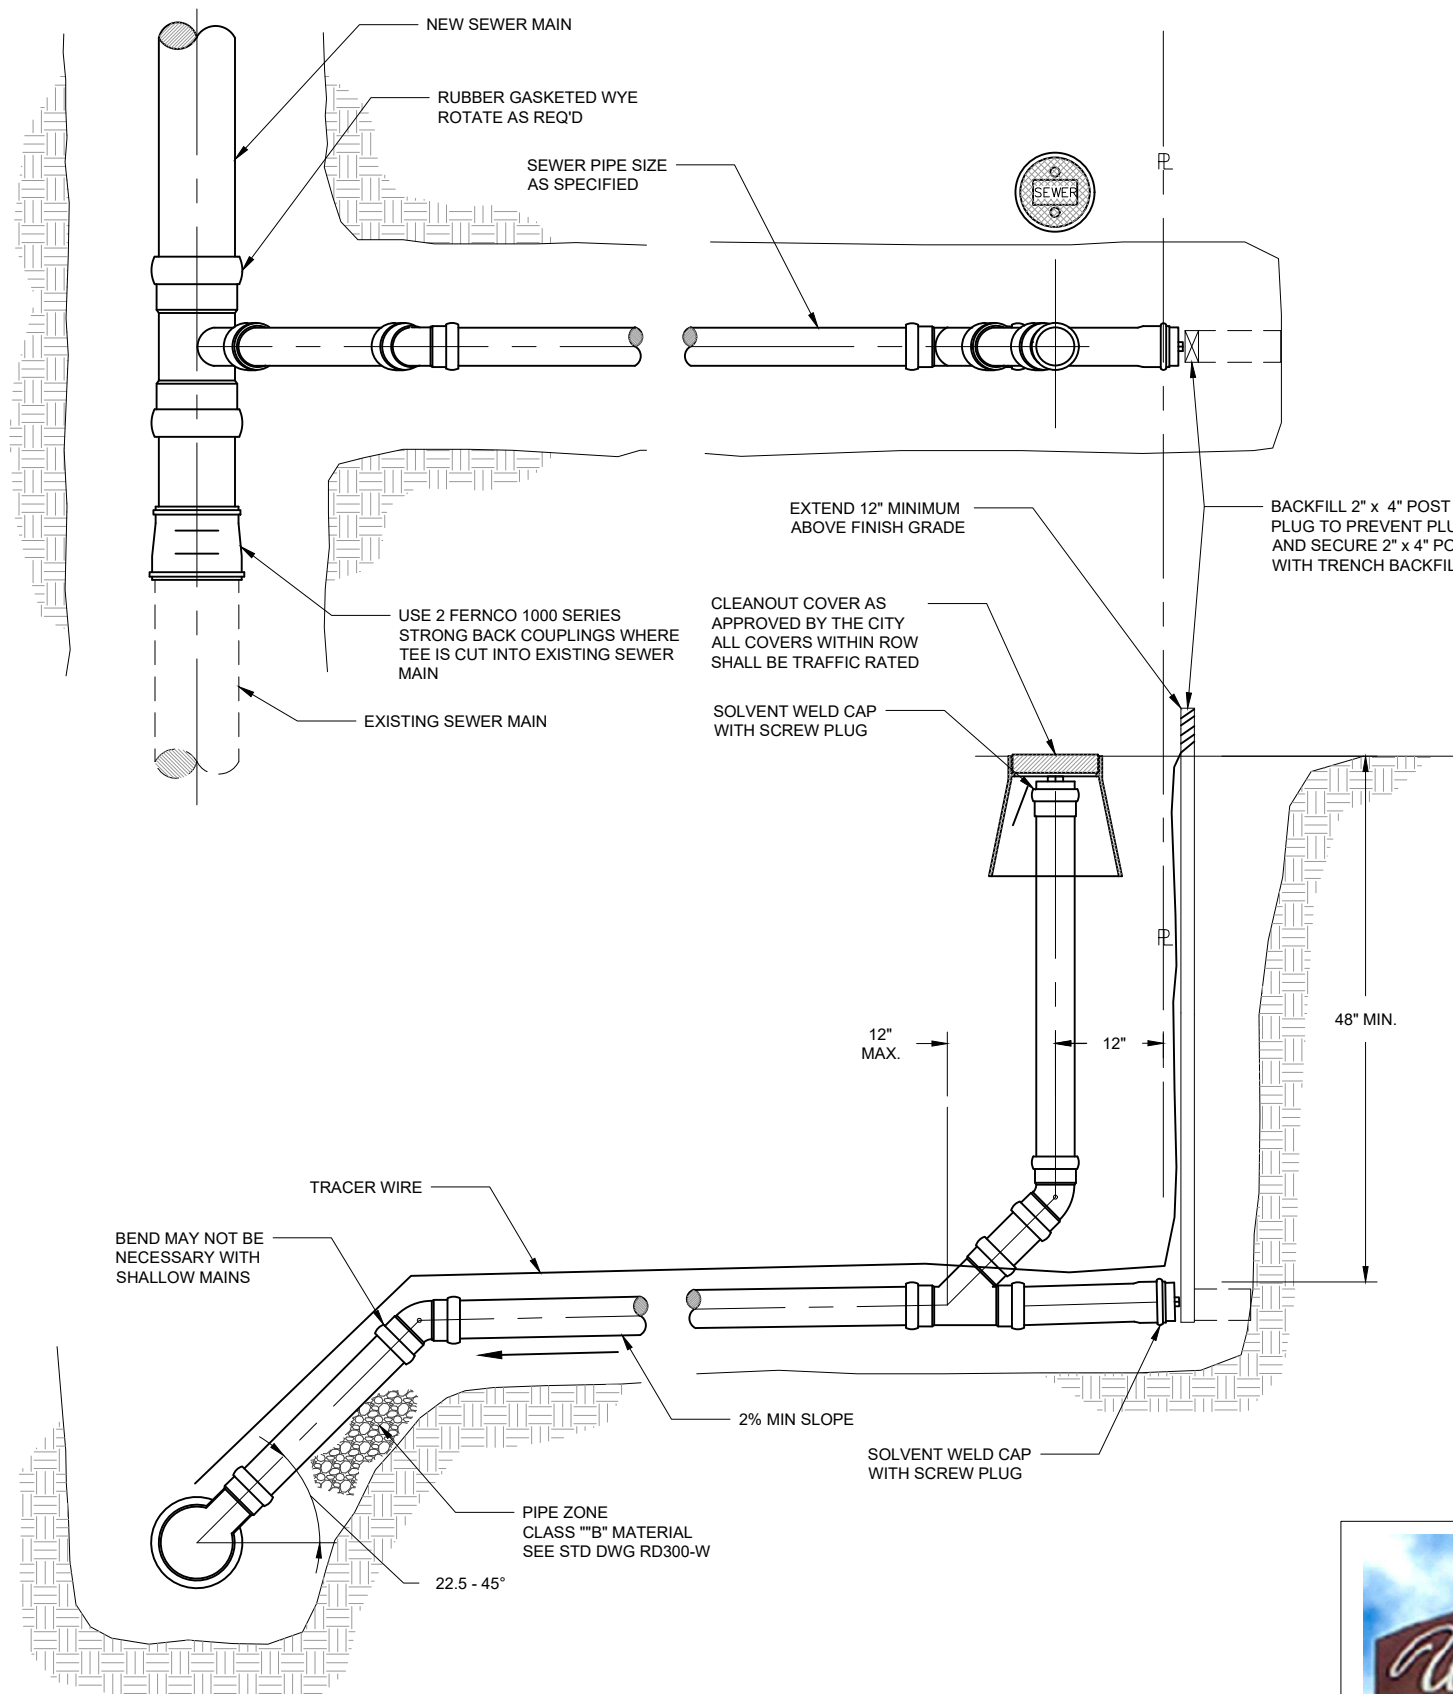 NEW SEWER MAIN
RUBBER GASKETED WYE
ROTATE AS REQ'D
SEWER PIPE SIZE
AS SPECIFIED
SEWER
PL
EXTEND 12" MINIMUM
ABOVE FINISH GRADE
BACKFILL 2" x 4" POST
PLUG TO PREVENT
AND SECURE 2" x 4"
WITH TRENCH
USE 2 FERNCO 1000 SERIES
STRONG BACK COUPLINGS WHERE
TEE IS CUT INTO EXISTING SEWER
MAIN
CLEANOUT COVER AS
APPROVED BY THE CITY
ALL COVERS WITHIN ROW
SHALL BE TRAFFIC RATED
EXISTING SEWER MAIN
SOLVENT WELD CAP
WITH SCREW PLUG
PL
48" MIN.
12"
MAX.
12"
TRACER WIRE
BEND MAY NOT BE
NECESSARY WITH
SHALLOW MAINS
2% MIN SLOPE
SOLVENT WELD CAP
WITH SCREW PLUG
PIPE ZONE
CLASS ""B" MATERIAL
SEE STD DWG RD300-W
22.5 - 45°